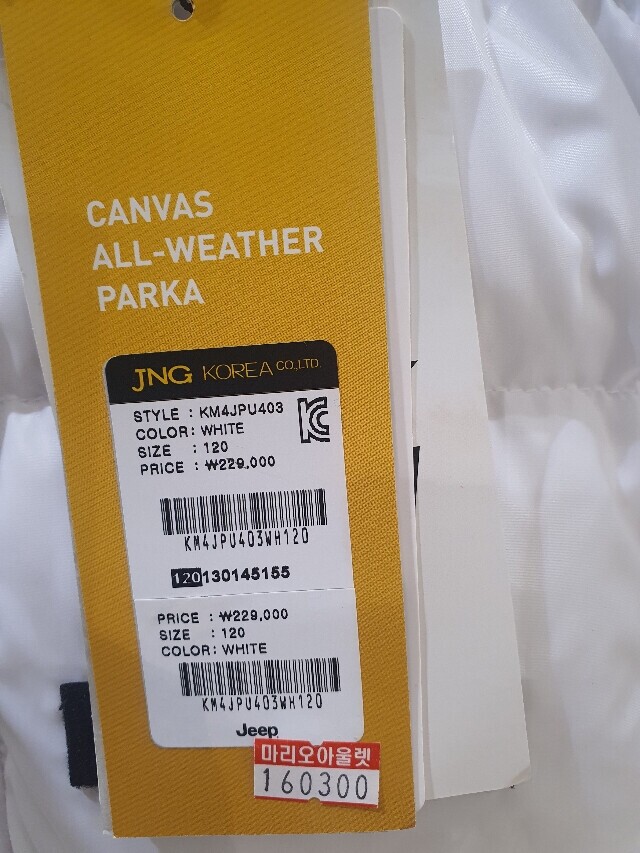 CANVAS
ALL-WEATHER
PARKA
JNG KOREA CO.,LTD.
STYLE : KM4JPU403
COLOR: WHITE
SIZE : 120
PRICE : ₩229,000
KM4JPU403WH120
120130145155
PRICE : ₩229,000
SIZE : 120
COLOR: WHITE
KM4JPU403WH120
Jeep
마리오아울렛
160300